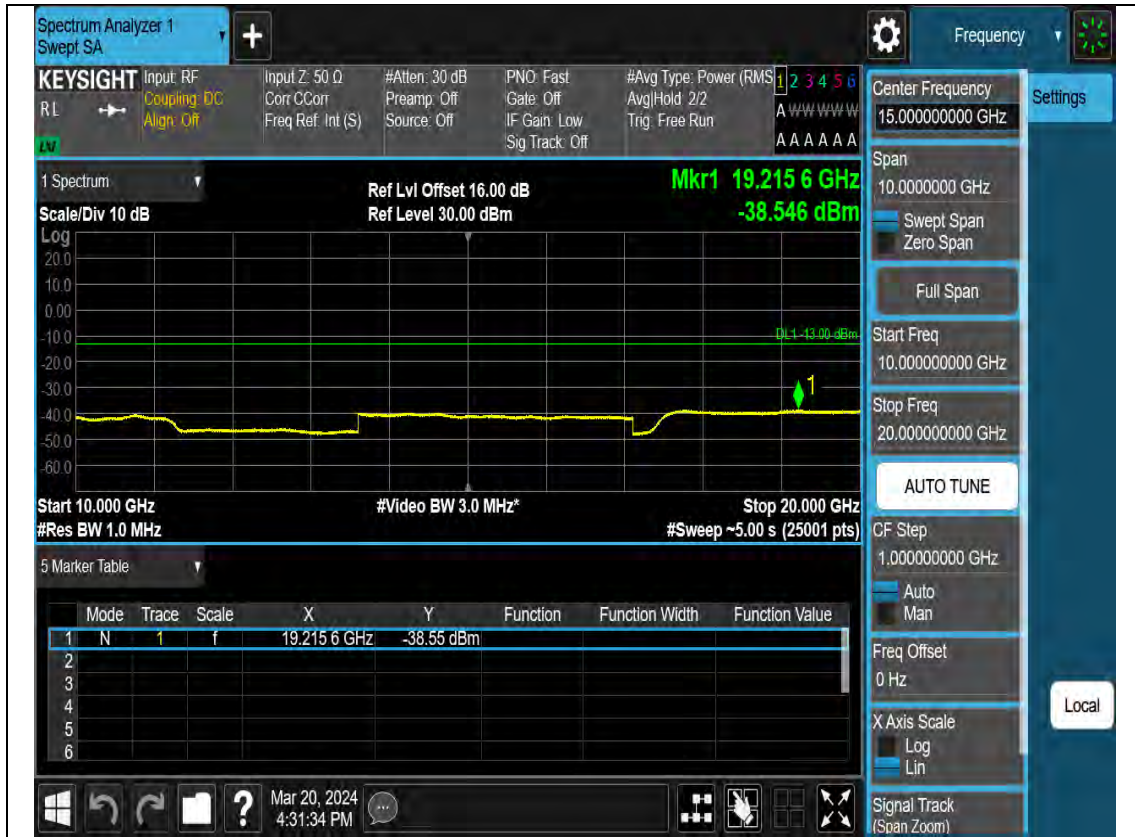 Spectrum Analyzer 1
Swept SA
+
Frequency
KEYSIGHT
RL
Input: RF
Coupling: DC
Align: Off
Input Z: 50 Ω
Corr CCorr
Freq Ref: Int (S)
#Atten: 30 dB
Preamp: Off
Source: Off
PNO: Fast
Gate: Off
IF Gain: Low
Sig Track: Off
#Avg Type: Power (RMS
Avg|Hold: 2/2
Trig: Free Run
1 2 3 4 5 6
A W W W W W
A A A A A A
1 Spectrum
Scale/Div 10 dB
Ref Lvl Offset 16.00 dB
Ref Level 30.00 dBm
Mkr1 19.215 6 GHz
-38.546 dBm
Log
20.0
10.0
0.00
-10.0
-20.0
-30.0
-40.0
-50.0
-60.0
DL1 -13.00 dBm
1
Start 10.000 GHz
#Res BW 1.0 MHz
#Video BW 3.0 MHz*
Stop 20.000 GHz
#Sweep ~5.00 s (25001 pts)
5 Marker Table
Mode Trace Scale X Y Function Function Width Function Value
1 N 1 f 19.215 6 GHz -38.55 dBm
2
3
4
5
6
Mar 20, 2024
4:31:34 PM
?
Center Frequency
15.000000000 GHz
Settings
Span
10.0000000 GHz
Swept Span
Zero Span
Full Span
Start Freq
10.000000000 GHz
Stop Freq
20.000000000 GHz
AUTO TUNE
CF Step
1.000000000 GHz
Auto
Man
Freq Offset
0 Hz
X Axis Scale
Log
Lin
Signal Track
(Span Zoom)
Local